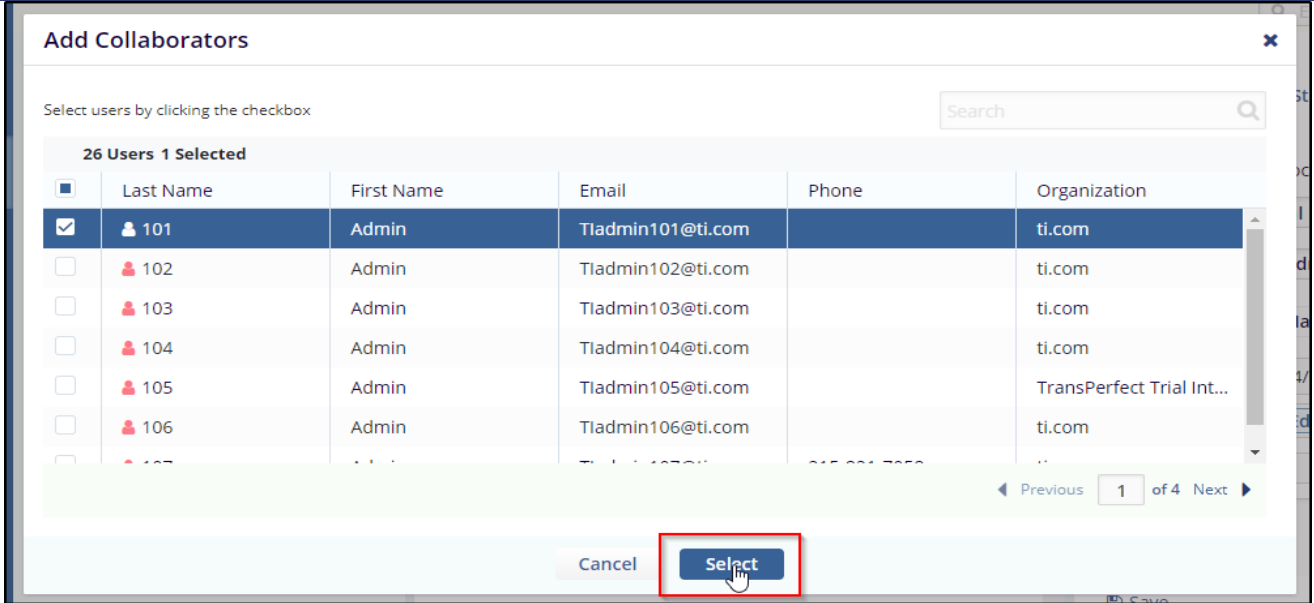 Add Collaborators
Select users by clicking the checkbox
Search
26 Users 1 Selected
Last Name First Name Email Phone Organization
101 Admin TIadmin101@ti.com ti.com
102 Admin TIadmin102@ti.com ti.com
103 Admin TIadmin103@ti.com ti.com
104 Admin TIadmin104@ti.com ti.com
105 Admin TIadmin105@ti.com TransPerfect Trial Int...
106 Admin TIadmin106@ti.com ti.com
Previous 1 of 4 Next
Cancel Select
Save